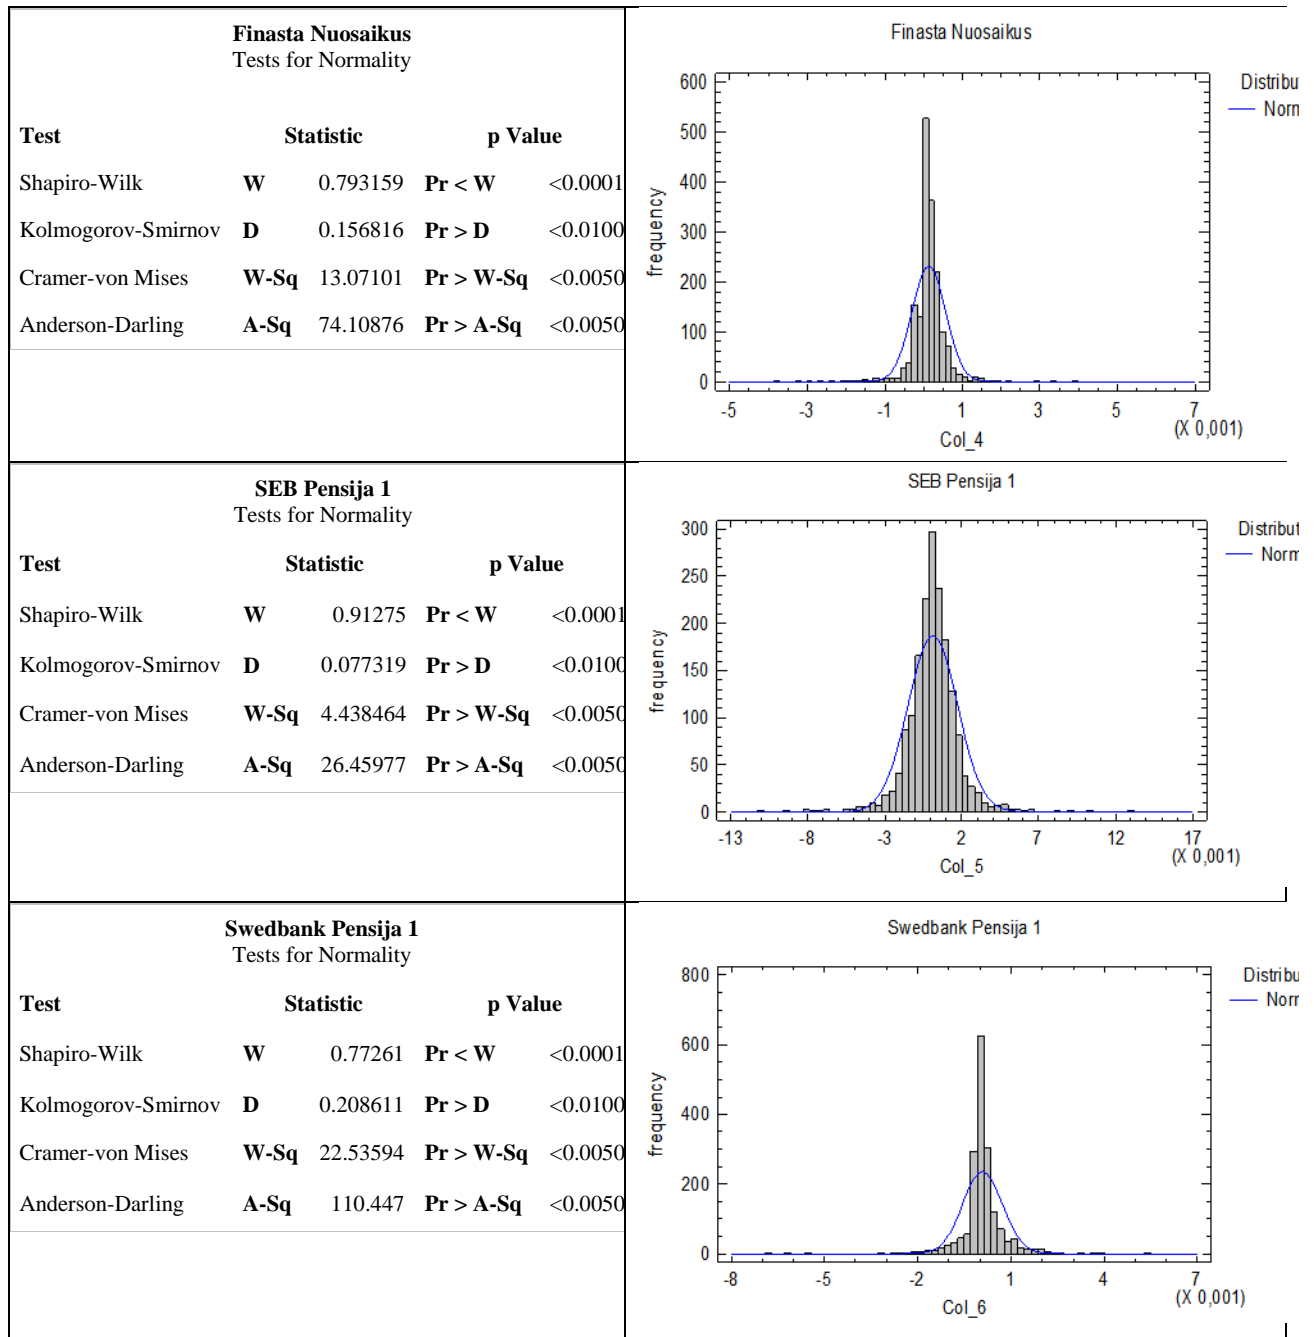 Finasta Nuosaikus
Tests for Normality
Test Statistic p Value
Shapiro-Wilk W 0.793159 Pr < W <0.0001
Kolmogorov-Smirnov D 0.156816 Pr > D <0.0100
Cramer-von Mises W-Sq 13.07101 Pr > W-Sq <0.0050
Anderson-Darling A-Sq 74.10876 Pr > A-Sq <0.0050
Finasta Nuosaikus
Distribu
Norn
600
500
400
300
200
100
0
frequency
-5 -3 -1 1 3 5 7
(X 0,001)
Col_4
SEB Pensija 1
Tests for Normality
Test Statistic p Value
Shapiro-Wilk W 0.91275 Pr < W <0.0001
Kolmogorov-Smirnov D 0.077319 Pr > D <0.0100
Cramer-von Mises W-Sq 4.438464 Pr > W-Sq <0.0050
Anderson-Darling A-Sq 26.45977 Pr > A-Sq <0.0050
SEB Pensija 1
Distribut
Norm
300
250
200
150
100
50
0
frequency
-13 -8 -3 2 7 12 17
(X 0,001)
Col_5
Swedbank Pensija 1
Tests for Normality
Test Statistic p Value
Shapiro-Wilk W 0.77261 Pr < W <0.0001
Kolmogorov-Smirnov D 0.208611 Pr > D <0.0100
Cramer-von Mises W-Sq 22.53594 Pr > W-Sq <0.0050
Anderson-Darling A-Sq 110.447 Pr > A-Sq <0.0050
Swedbank Pensija 1
Distribu
Norr
800
600
400
200
0
frequency
-8 -5 -2 1 4 7
(X 0,001)
Col_6